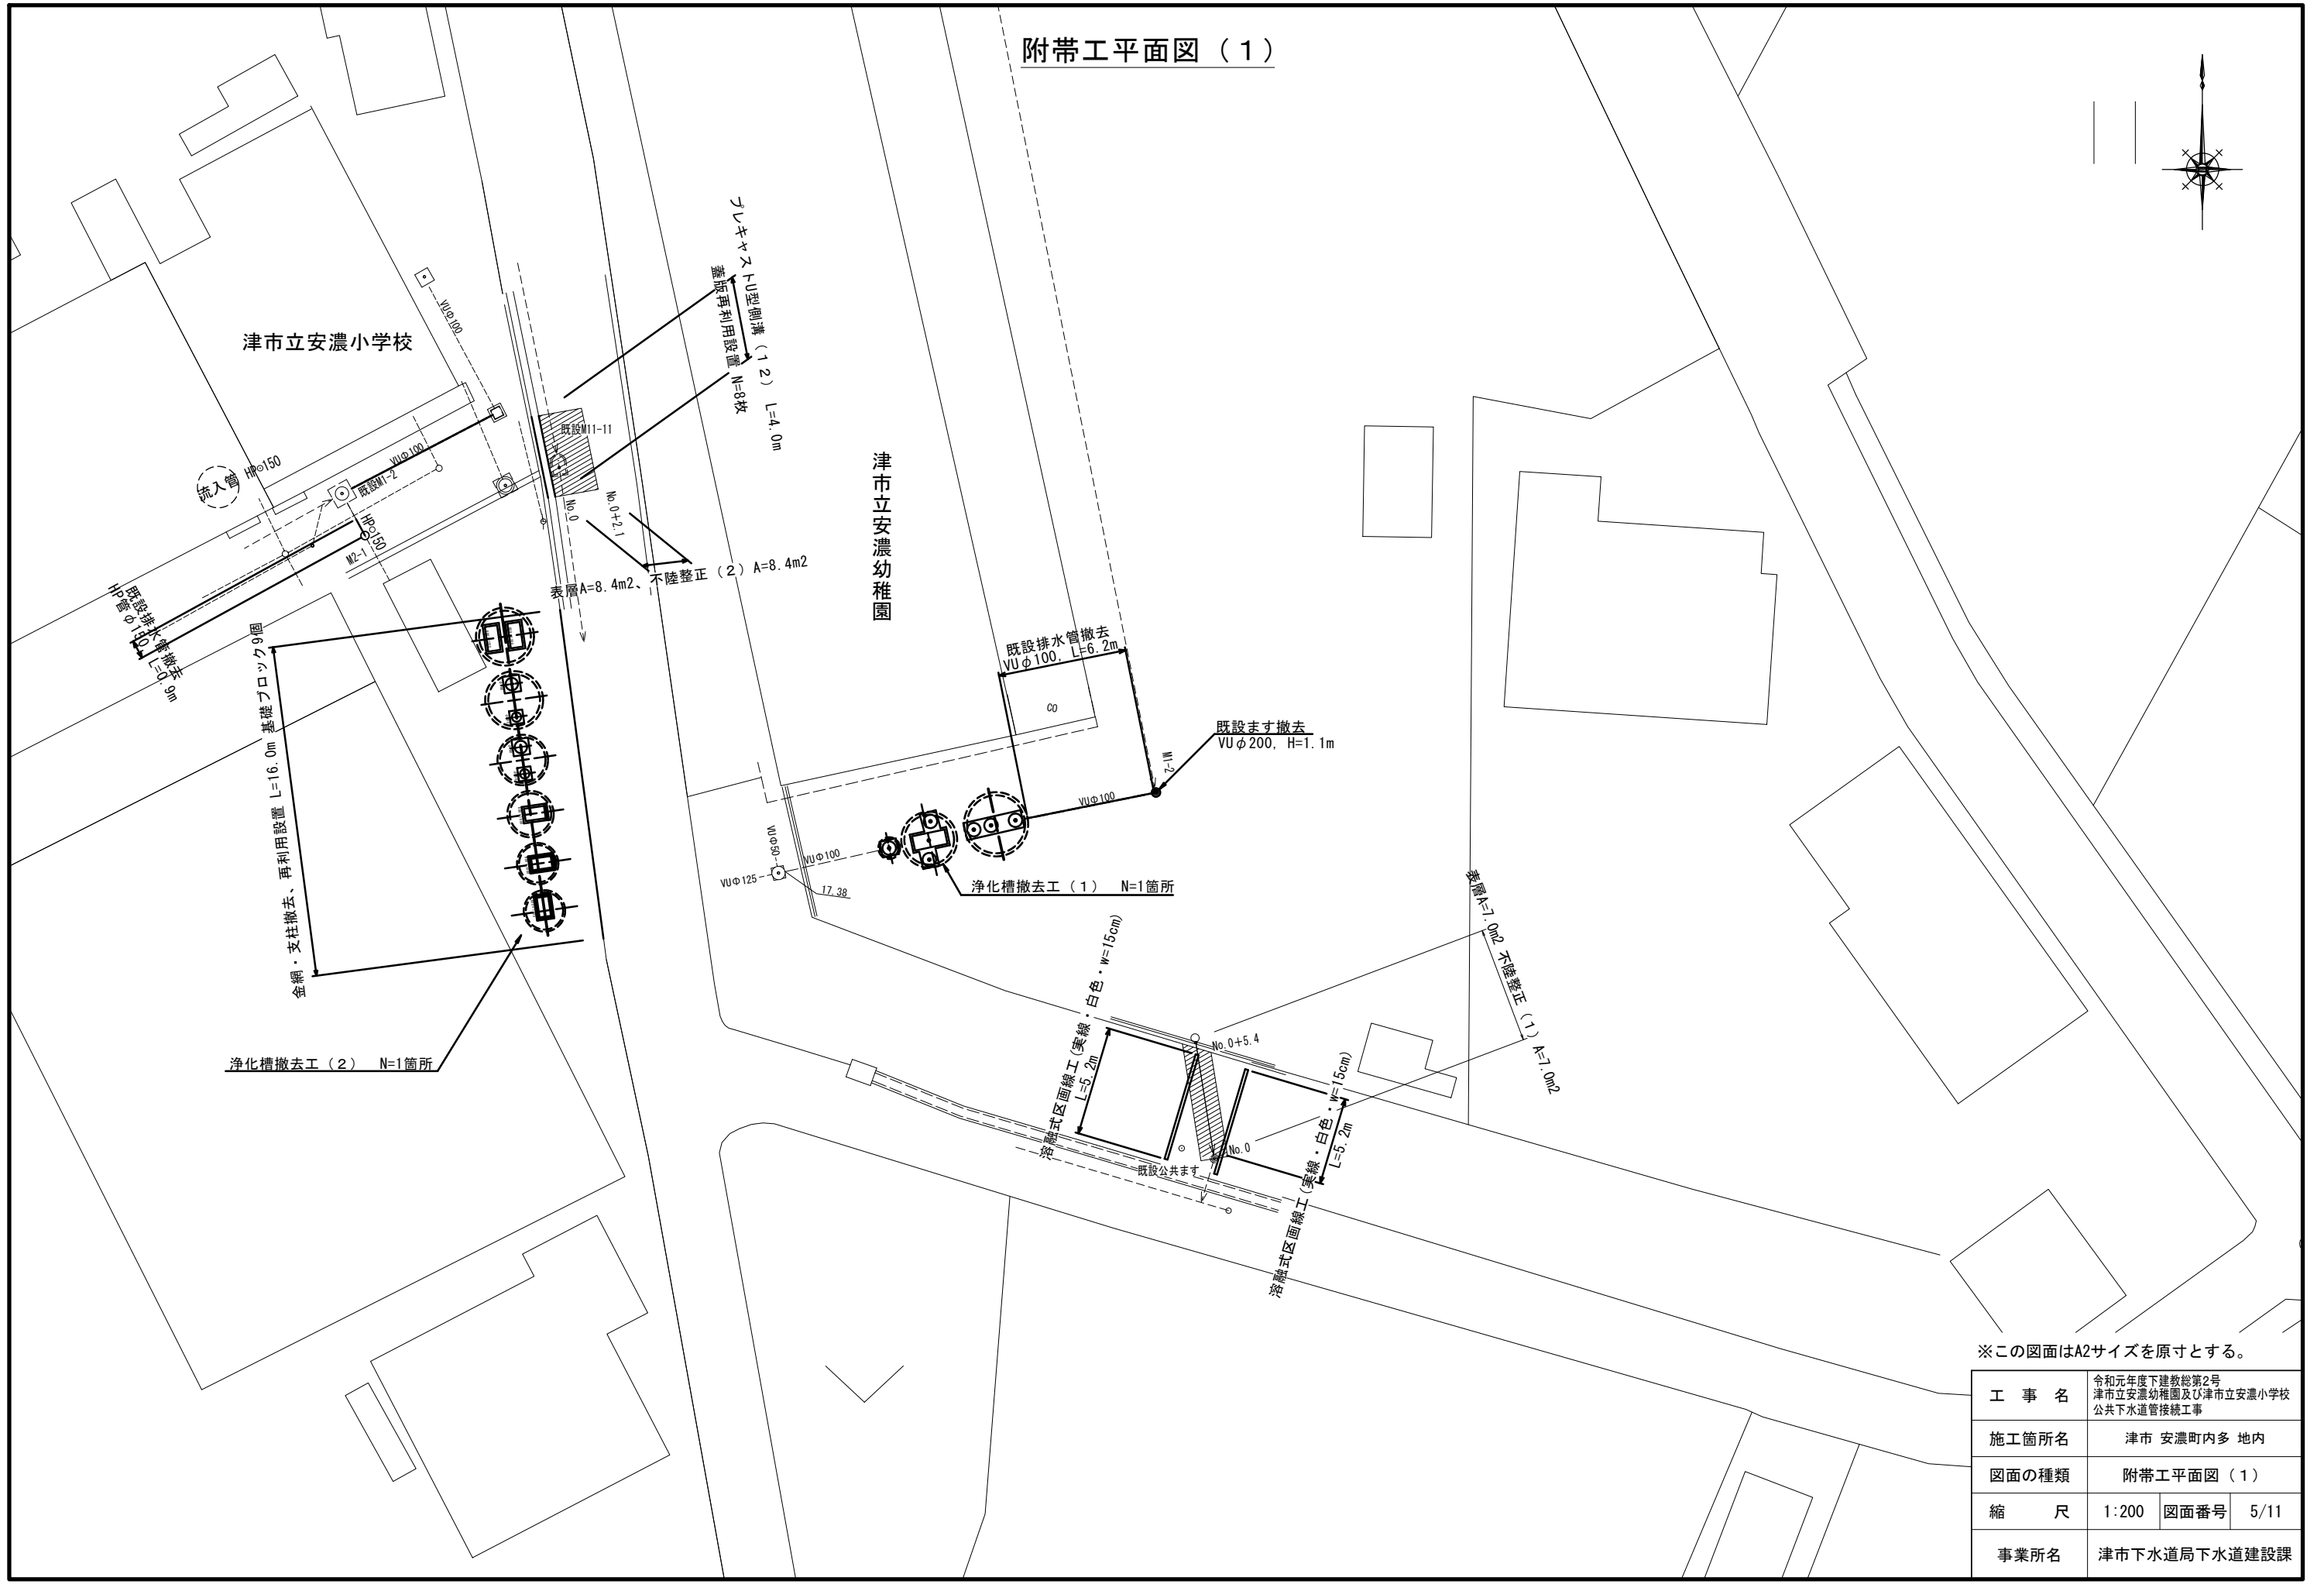 附帯工平面図（１）
プレキャストU型側溝（１２） L=4.0m
蓋版再利用設置 N=8枚
津市立安濃小学校
VUΦ100
既設M11-11
流入管
HP○150
VUΦ100
既設M1-2
HP○150
M2-1
No.0
No.0+2.1
表層A=8.4m2、不陸整正（２）A=8.4m2
既設排水管撤去
HP管φ150, L=0.9m
津市立安濃幼稚園
既設排水管撤去
VUφ100, L=6.2m
CO
既設ます撤去
VUφ200, H=1.1m
M1-2
VUΦ100
金網・支柱撤去、再利用設置 L=16.0m 基礎ブロック9個
VUΦ50
VUΦ100
VUΦ125
17.38
浄化槽撤去工（１） N=1箇所
浄化槽撤去工（２） N=1箇所
表層A=7.0m2 不陸整正（１）A=7.0m2
溶融式区画線工(実線・白色・w=15cm)
L=5.2m
No.0+5.4
No.0
既設公共ます
溶融式区画線工(実線・白色・w=15cm)
L=5.2m
※この図面はA2サイズを原寸とする。
工 事 名
令和元年度下建教総第2号
津市立安濃幼稚園及び津市立安濃小学校
公共下水道管接続工事
施工箇所名 津市 安濃町内多 地内
図面の種類 附帯工平面図（１）
縮 尺 1:200 図面番号 5/11
事業所名 津市下水道局下水道建設課